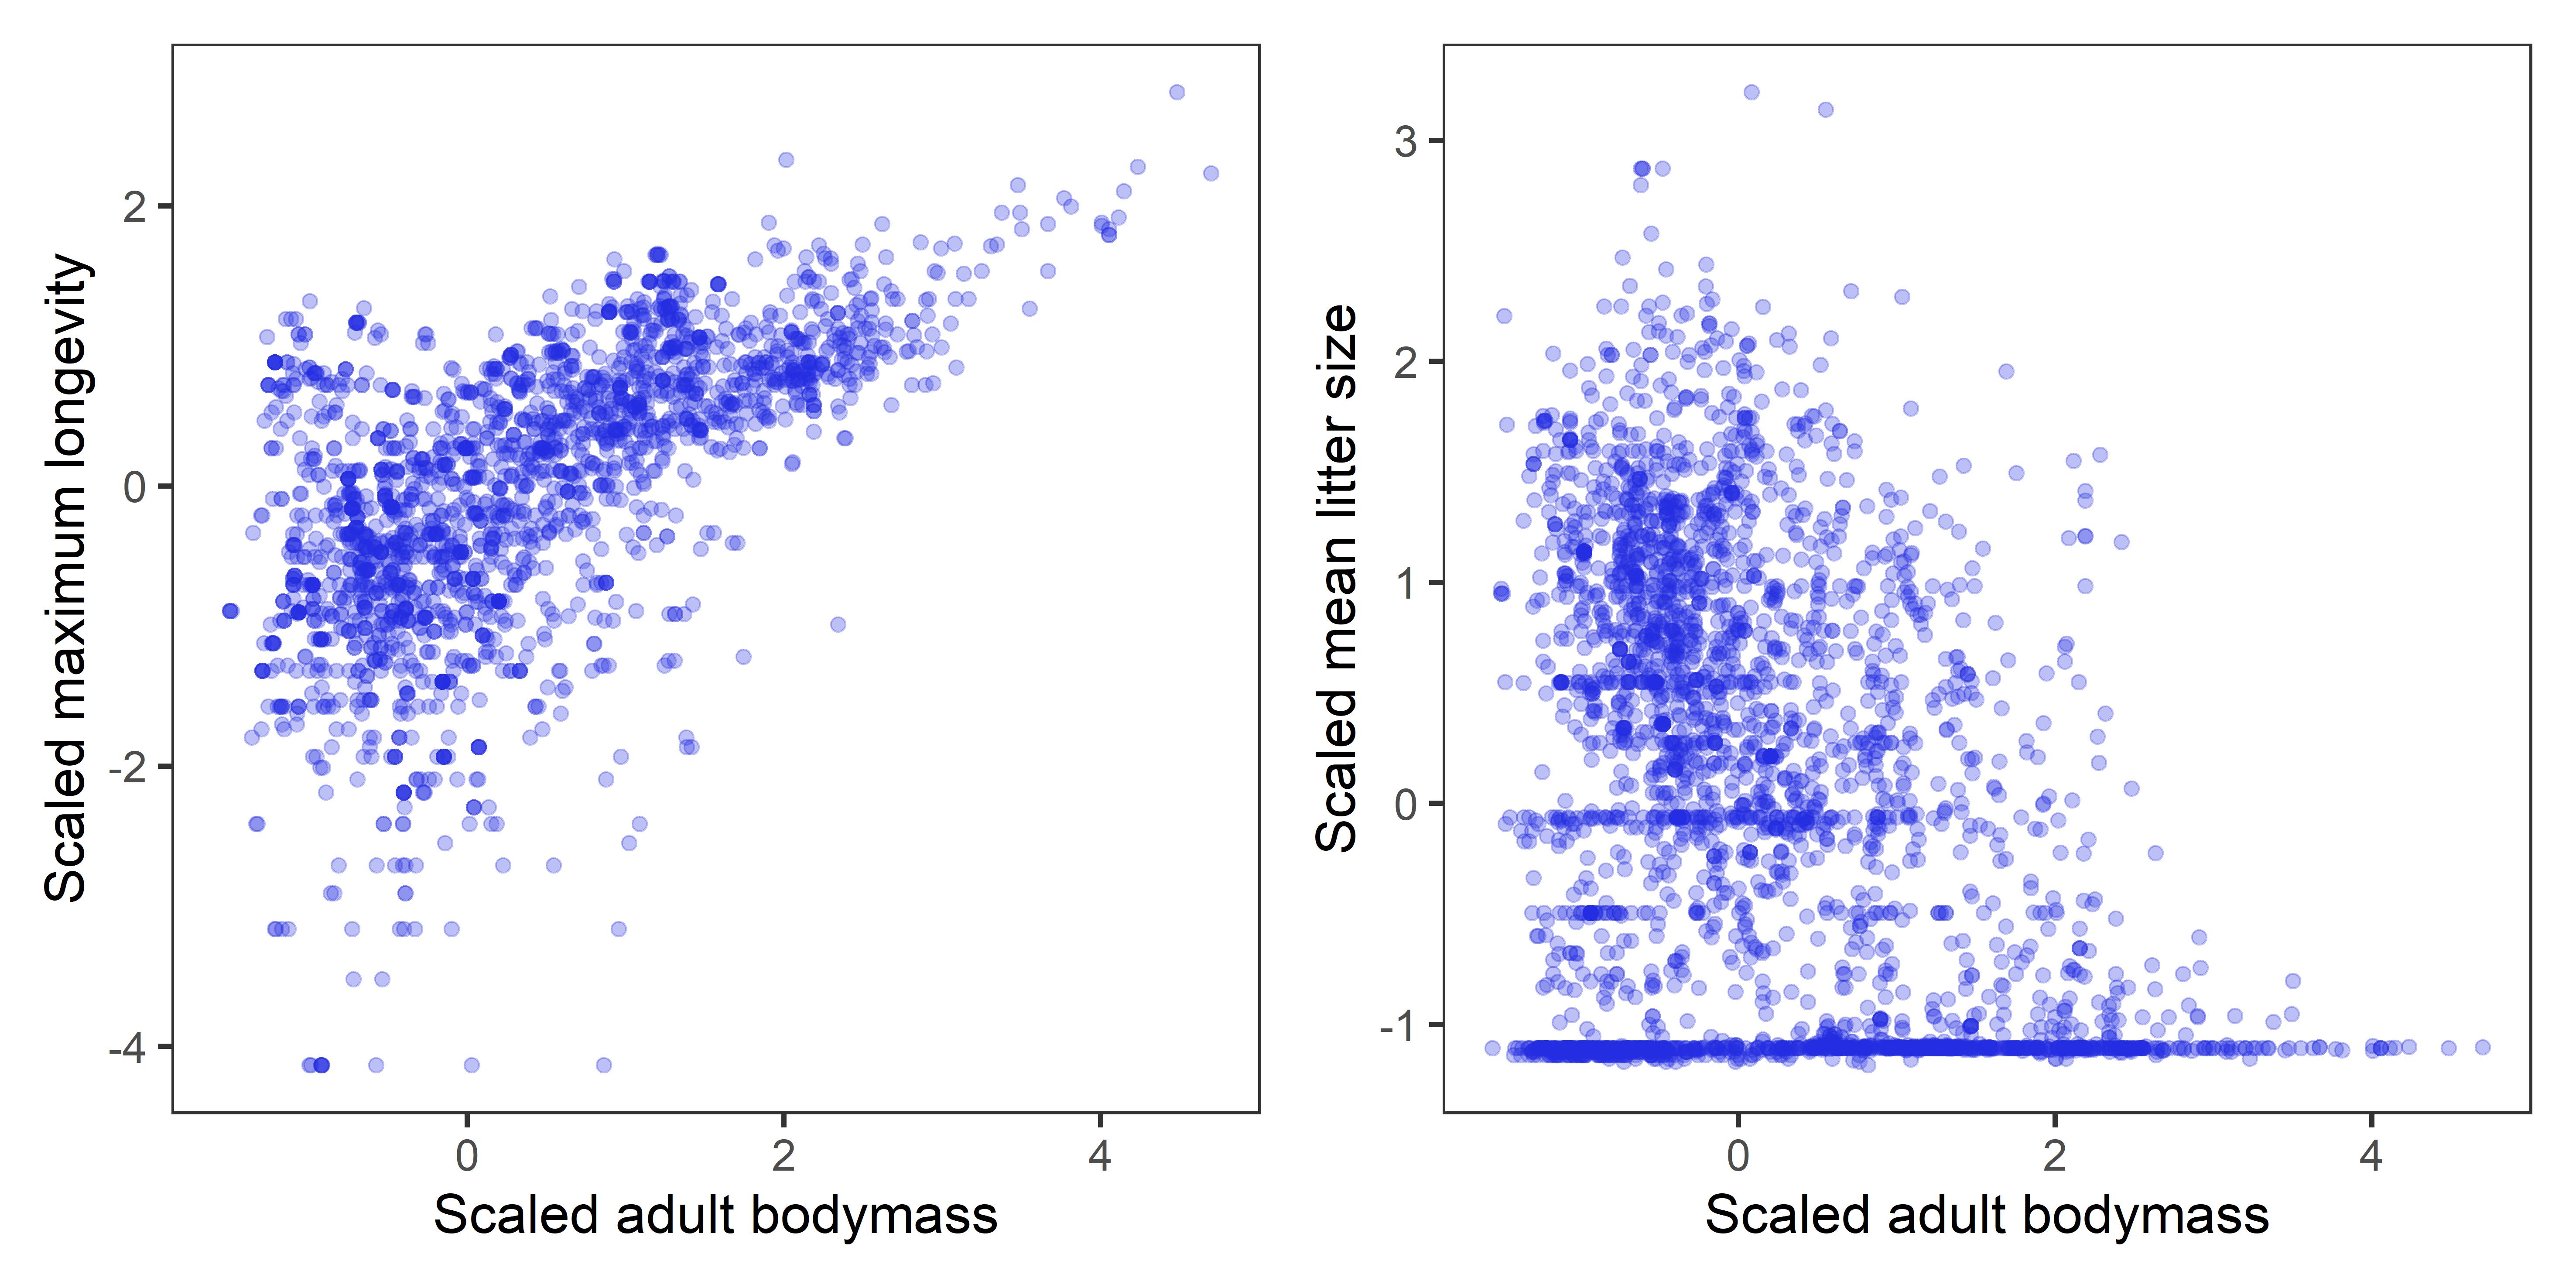 Scaled maximum longevity
2
0
-2
-4
0 2 4
Scaled adult bodymass
Scaled mean litter size
3
2
1
0
-1
0 2 4
Scaled adult bodymass